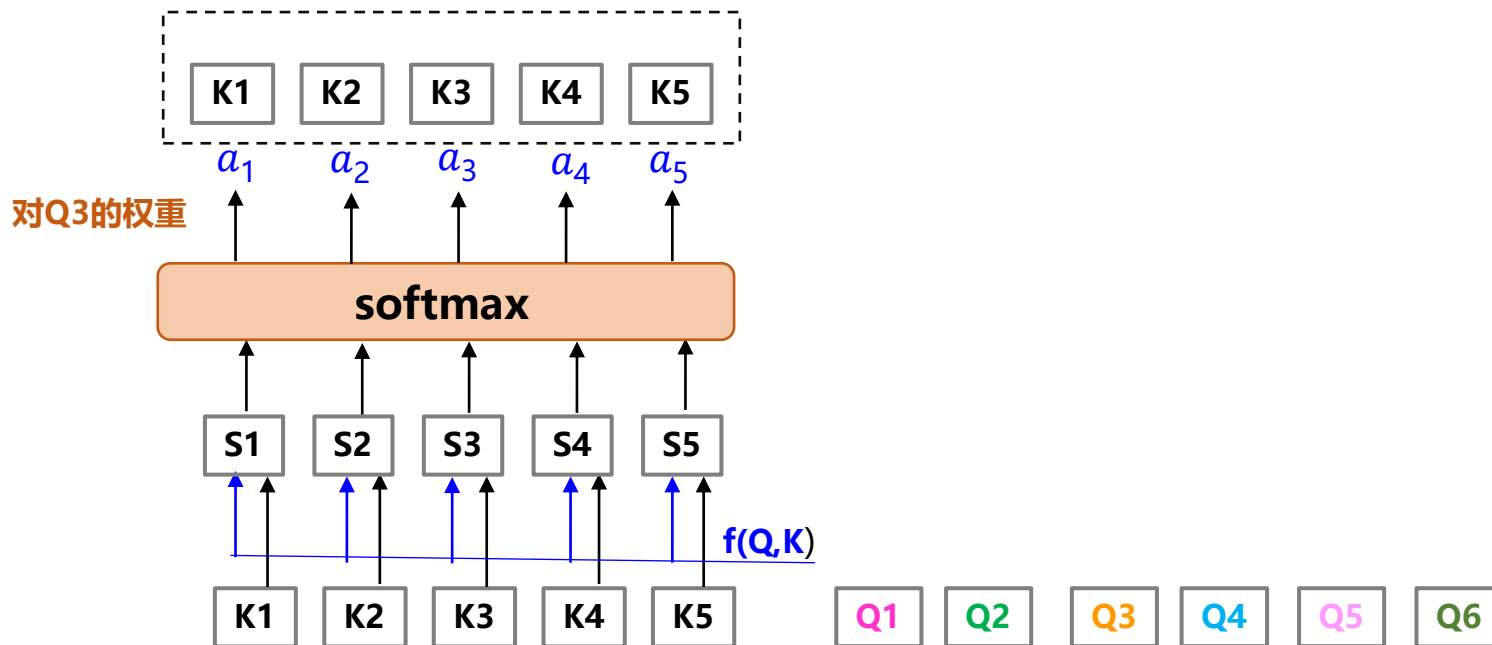 K1 K2 K3 K4 K5
a₁ a₂ a₃ a₄ a₅
对Q3的权重
softmax
S1 S2 S3 S4 S5
f(Q,K)
K1 K2 K3 K4 K5 Q1 Q2 Q3 Q4 Q5 Q6